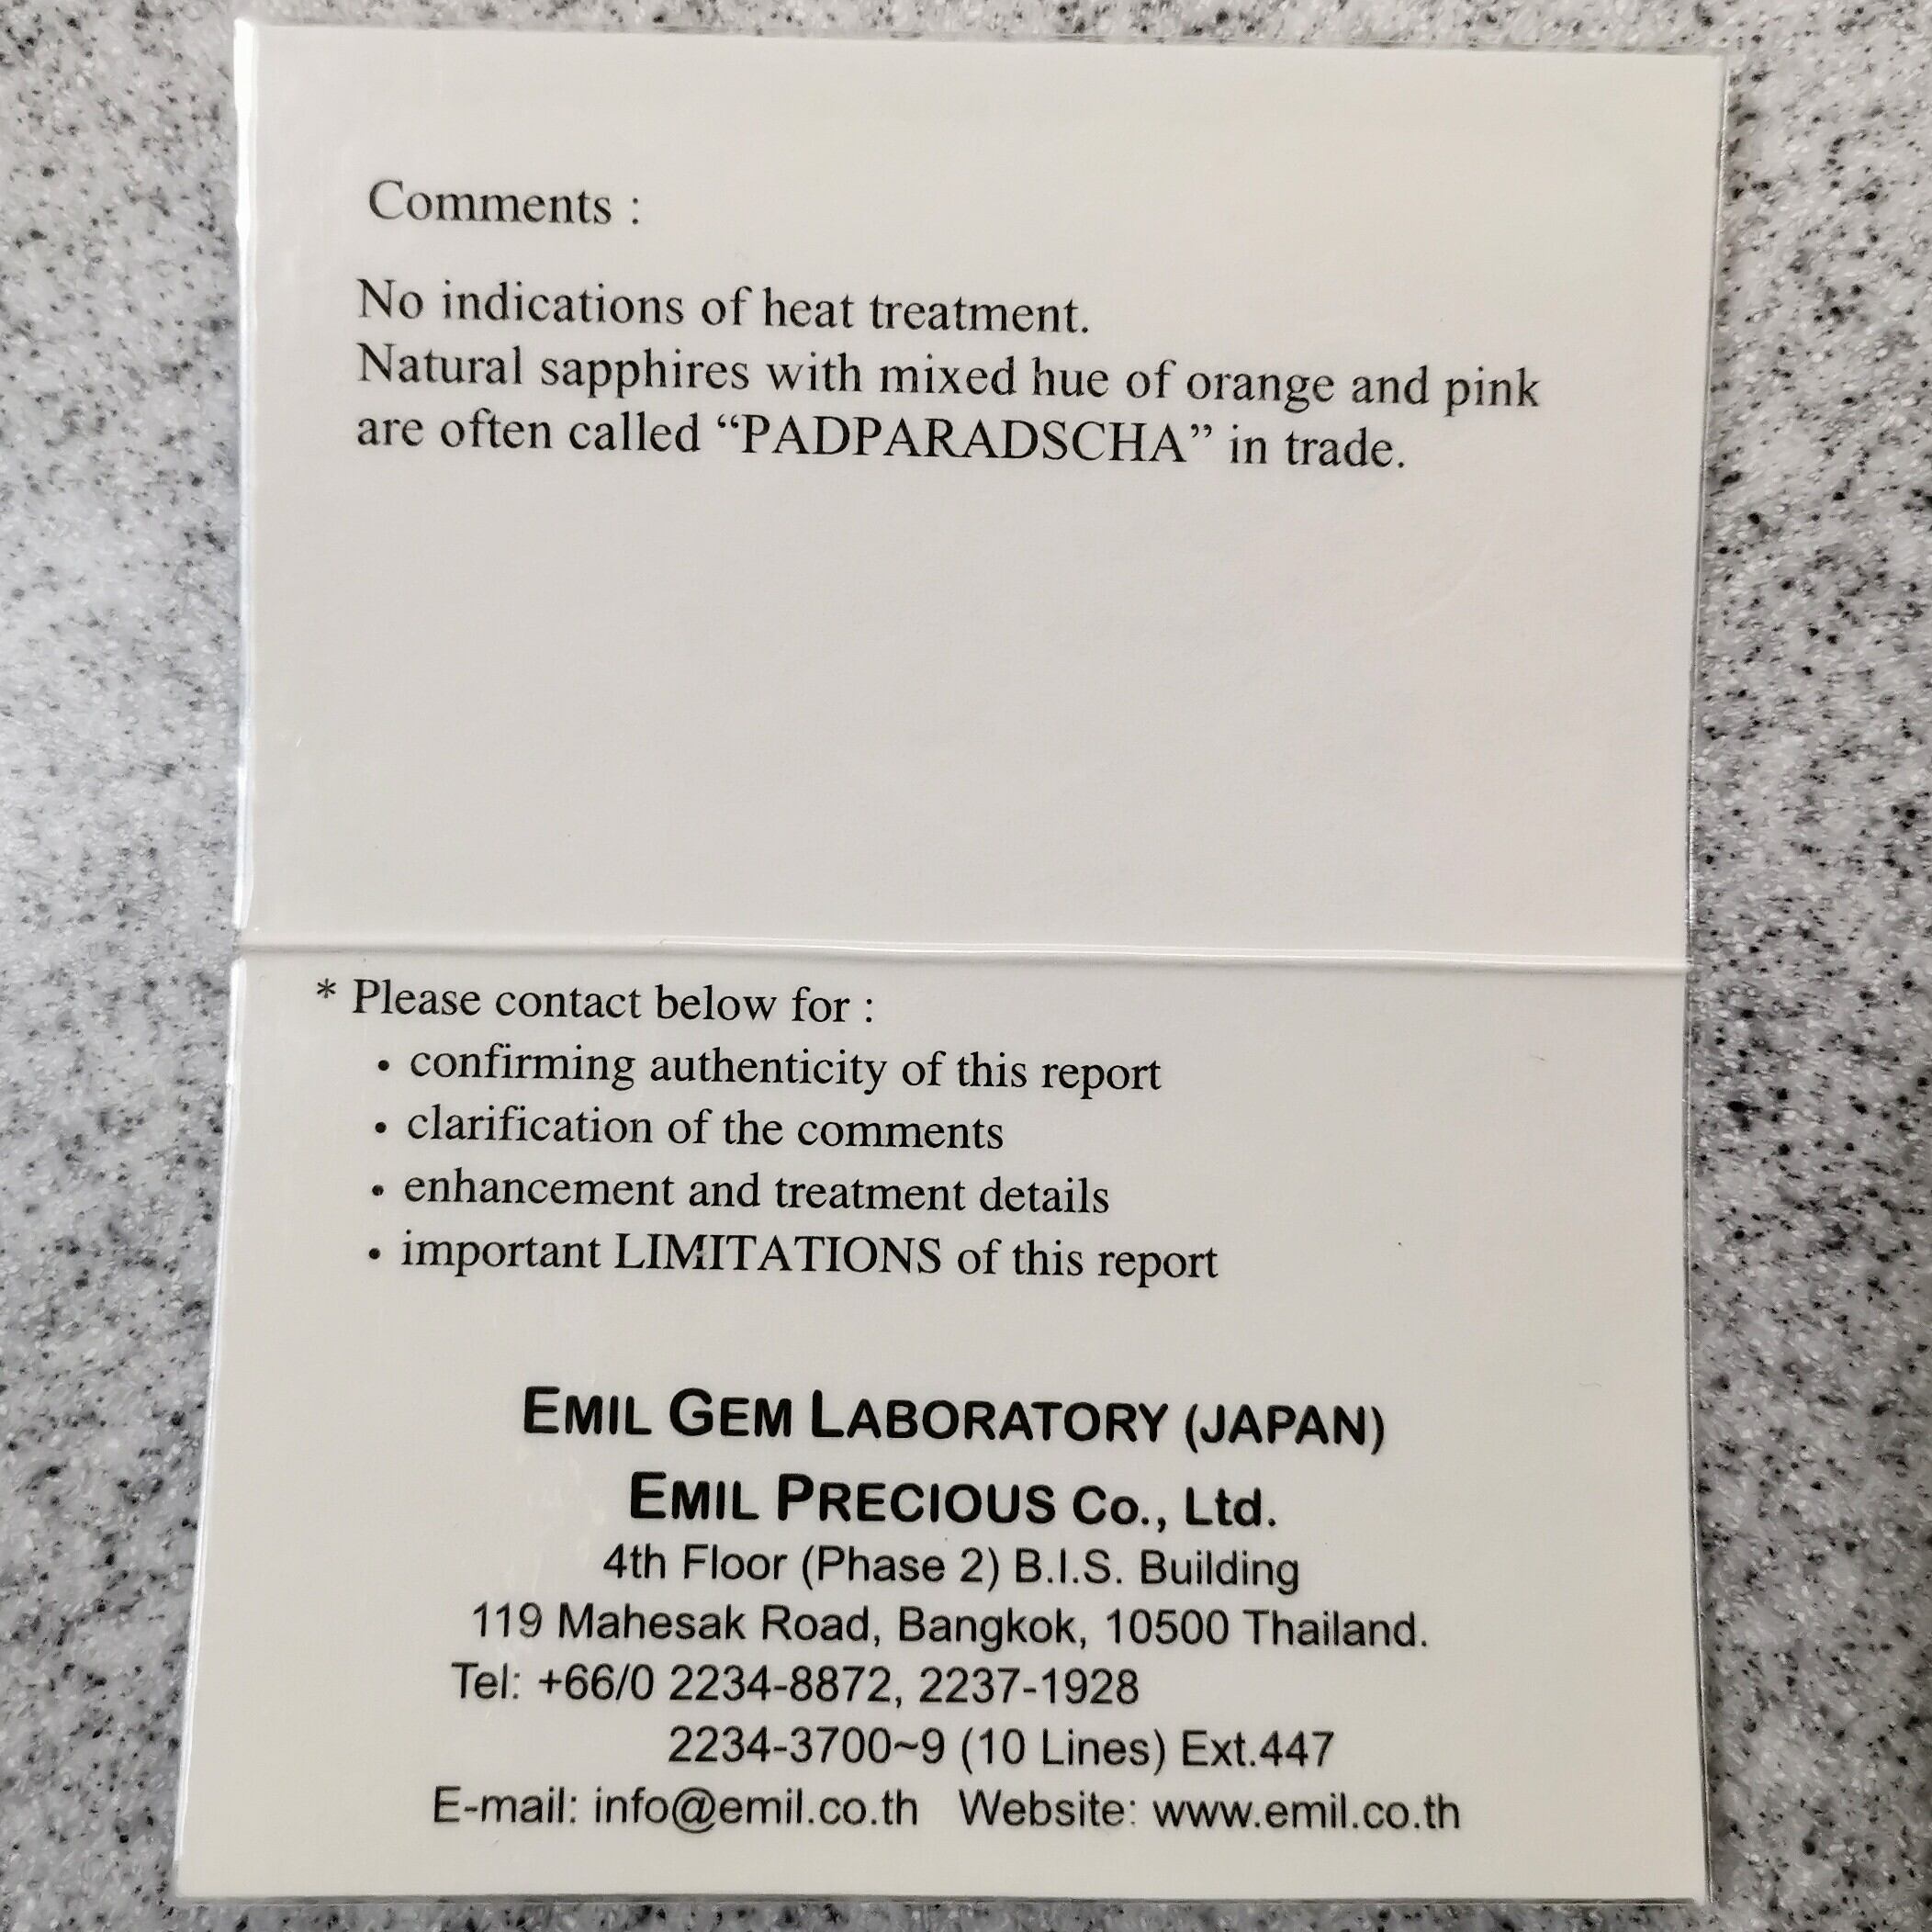 Comments :
No indications of heat treatment.
Natural sapphires with mixed hue of orange and pink
are often called “PADPARADSCHA” in trade.
* Please contact below for :
• confirming authenticity of this report
• clarification of the comments
• enhancement and treatment details
• important LIMITATIONS of this report
EMIL GEM LABORATORY (JAPAN)
EMIL PRECIOUS Co., Ltd.
4th Floor (Phase 2) B.I.S. Building
119 Mahesak Road, Bangkok, 10500 Thailand.
Tel: +66/0 2234-8872, 2237-1928
2234-3700~9 (10 Lines) Ext.447
E-mail: info@emil.co.th Website: www.emil.co.th